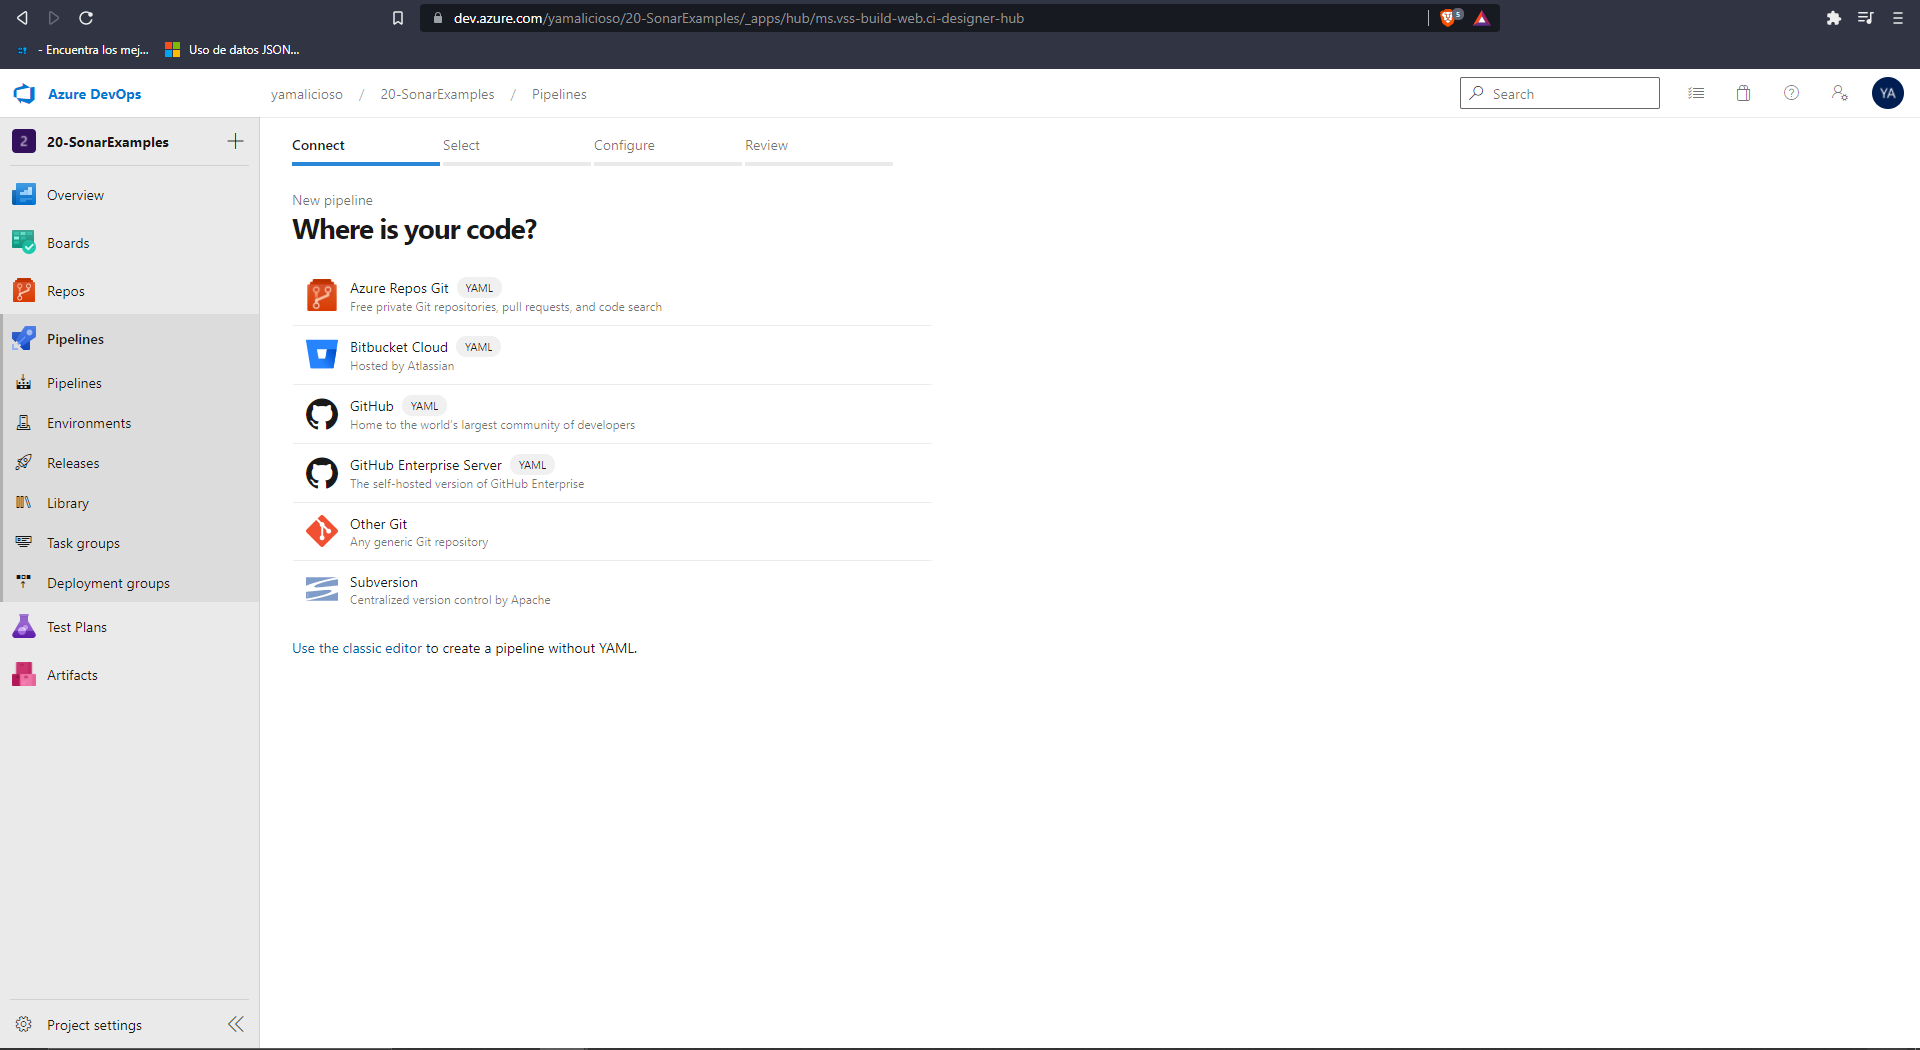 dev.azure.com/yamalicioso/20-SonarExamples/_apps/hub/ms.vss-build-web.ci-designer-hub
5
- Encuentra los mej...
Uso de datos JSON...
Azure DevOps
yamalicioso / 20-SonarExamples / Pipelines
Search
YA
2
20-SonarExamples
Overview
Boards
Repos
Pipelines
Pipelines
Environments
Releases
Library
Task groups
Deployment groups
Test Plans
Artifacts
Project settings
Connect
Select
Configure
Review
New pipeline
Where is your code?
Azure Repos Git YAML
Free private Git repositories, pull requests, and code search
Bitbucket Cloud YAML
Hosted by Atlassian
GitHub YAML
Home to the world's largest community of developers
GitHub Enterprise Server YAML
The self-hosted version of GitHub Enterprise
Other Git
Any generic Git repository
Subversion
Centralized version control by Apache
Use the classic editor to create a pipeline without YAML.